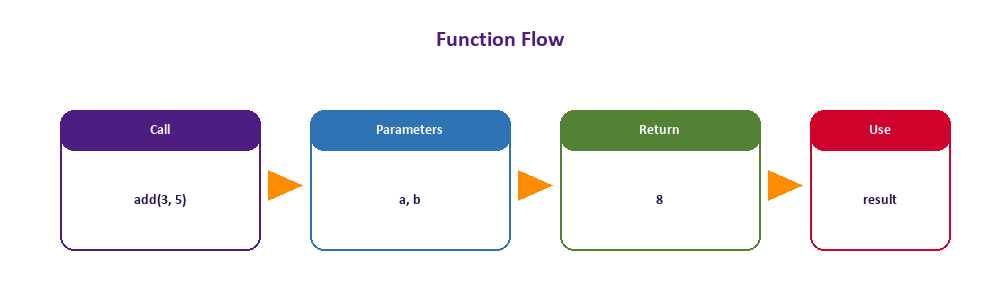 Function Flow
Call
add(3, 5)
Parameters
a, b
Return
8
Use
result